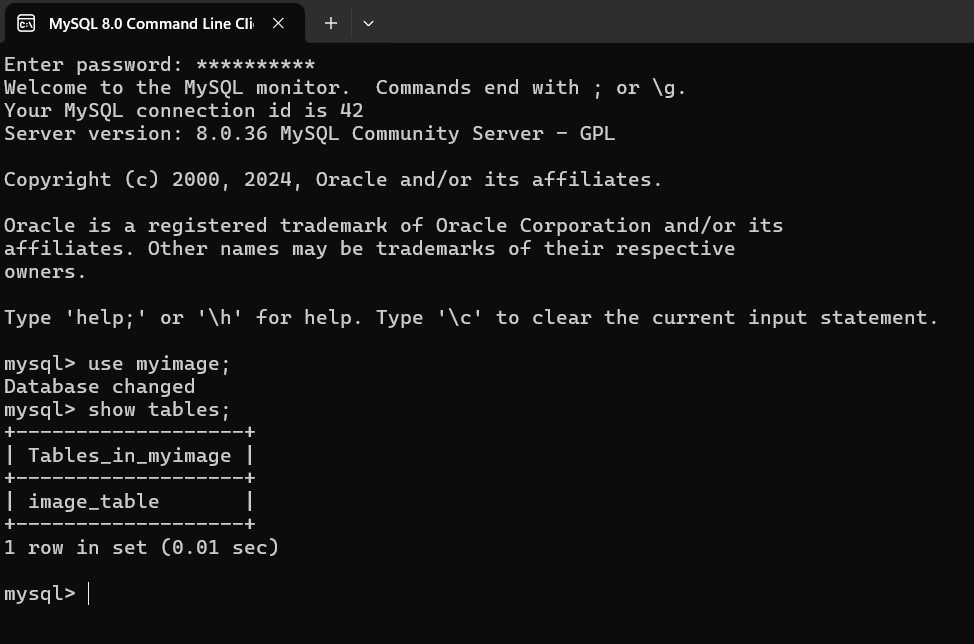 MySQL 8.0 Command Line Cli
Enter password: **********
Welcome to the MySQL monitor.  Commands end with ; or \g.
Your MySQL connection id is 42
Server version: 8.0.36 MySQL Community Server - GPL
Copyright (c) 2000, 2024, Oracle and/or its affiliates.
Oracle is a registered trademark of Oracle Corporation and/or its
affiliates. Other names may be trademarks of their respective
owners.
Type 'help;' or '\h' for help. Type '\c' to clear the current input statement.
mysql> use myimage;
Database changed
mysql> show tables;
+-------------------+
| Tables_in_myimage |
+-------------------+
| image_table       |
+-------------------+
1 row in set (0.01 sec)
mysql>